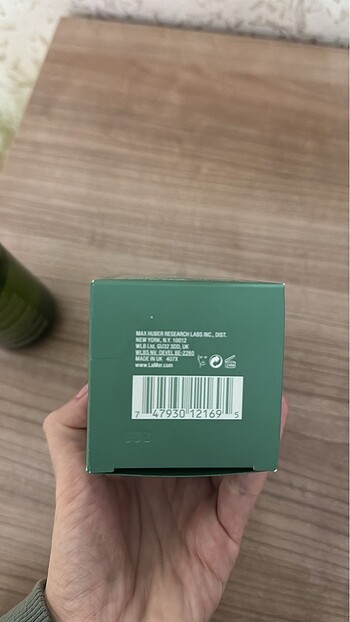 MAX HUBER RESEARCH LABS INC., DIST.
NEW YORK, N.Y. 10012
WLB Ltd, GU32 3DD, UK
WLBS NV, DEVEL BE-2260
MADE IN UK 407X
www.LaMer.com
7 47930 12169 5